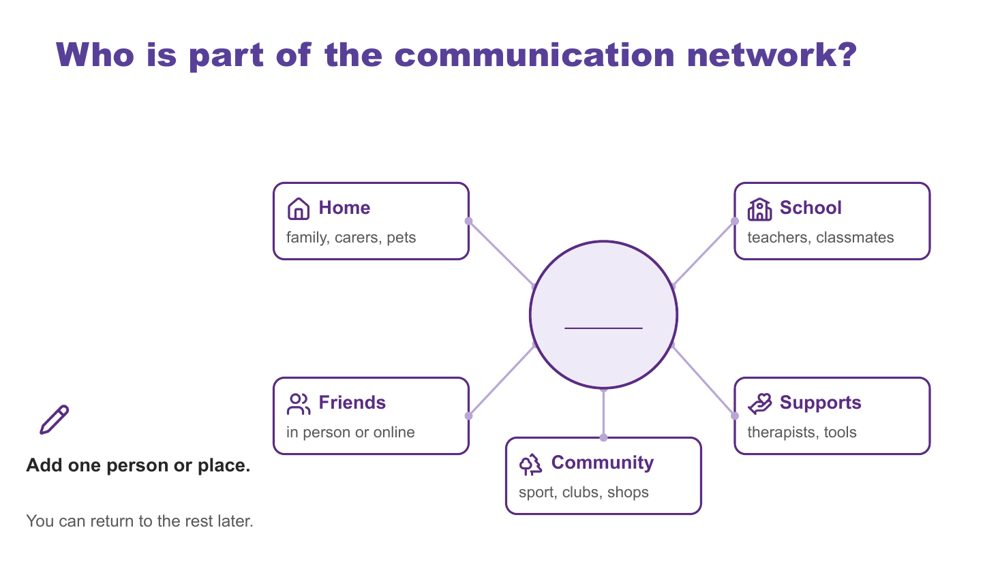 Who is part of the communication network?
Home
family, carers, pets
School
teachers, classmates
Friends
in person or online
Supports
therapists, tools
Community
sport, clubs, shops
Add one person or place.
You can return to the rest later.